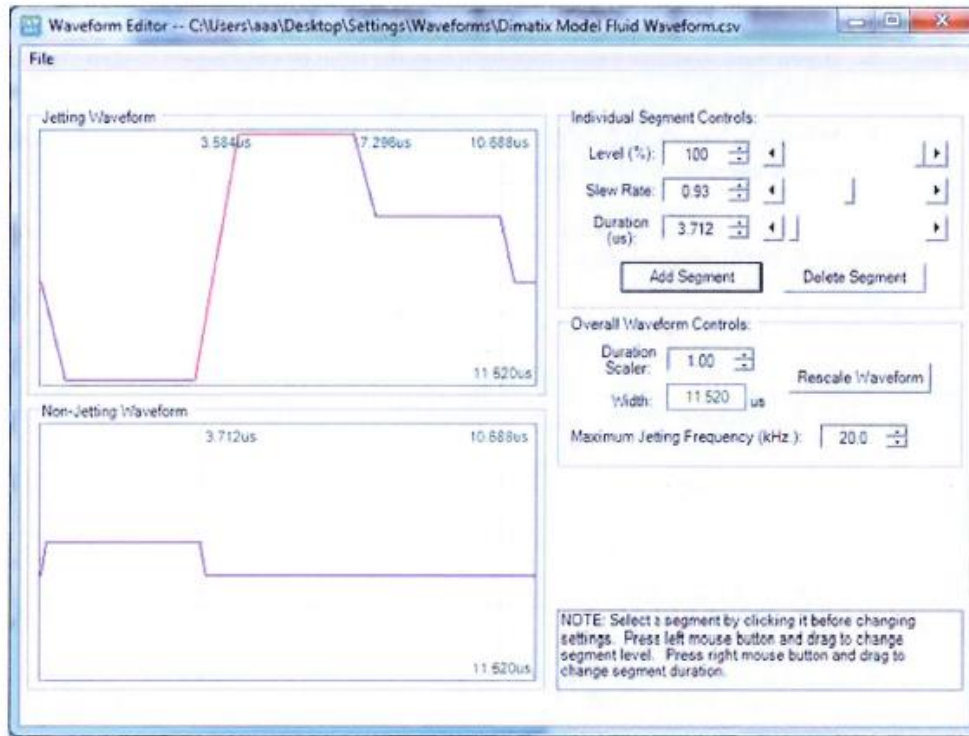 Waveform Editor -- C:\Users\aaa\Desktop\Settings\Waveforms\Dimatix Model Fluid Waveform.csv
File
Jetting Waveform
3.584us 7.296us 10.688us
11.520us
Non-Jetting Waveform
3.712us 10.688us
11.520us
Individual Segment Controls:
Level (%): 100
Slew Rate: 0.93
Duration
(us): 3.712
Add Segment Delete Segment
Overall Waveform Controls:
Duration
Scaler: 1.00
Rescale Waveform
Width: 11.520 us
Maximum Jetting Frequency (kHz.): 20.0
NOTE: Select a segment by clicking it before changing
settings. Press left mouse button and drag to change
segment level. Press right mouse button and drag to
change segment duration.